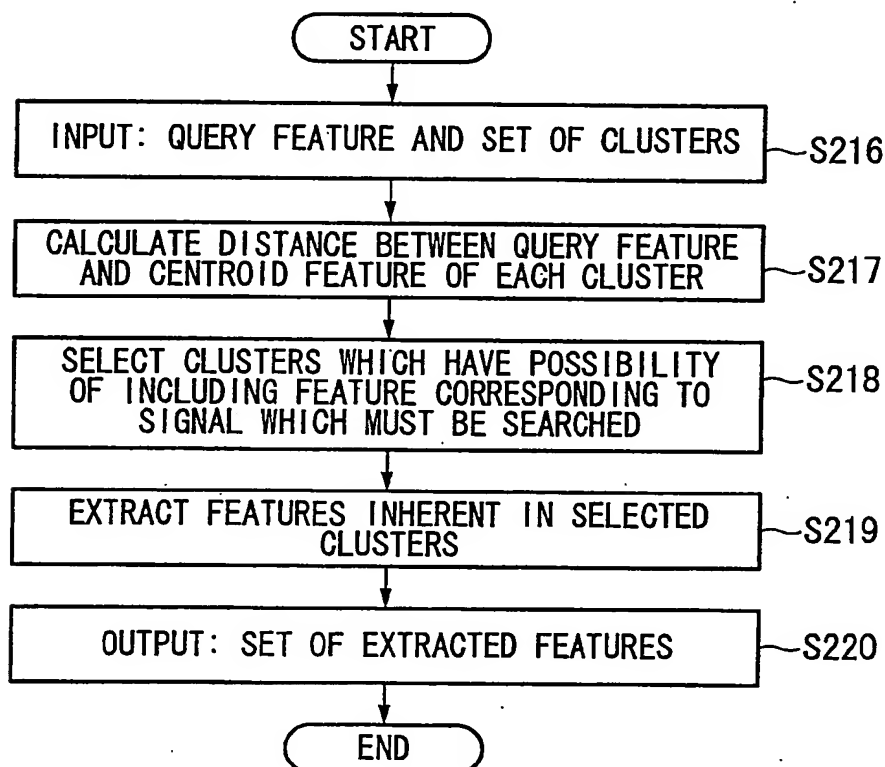 START
INPUT: QUERY FEATURE AND SET OF CLUSTERS
S216
CALCULATE DISTANCE BETWEEN QUERY FEATURE
AND CENTROID FEATURE OF EACH CLUSTER
S217
SELECT CLUSTERS WHICH HAVE POSSIBILITY
OF INCLUDING FEATURE CORRESPONDING TO
SIGNAL WHICH MUST BE SEARCHED
S218
EXTRACT FEATURES INHERENT IN SELECTED
CLUSTERS
S219
OUTPUT: SET OF EXTRACTED FEATURES
S220
END